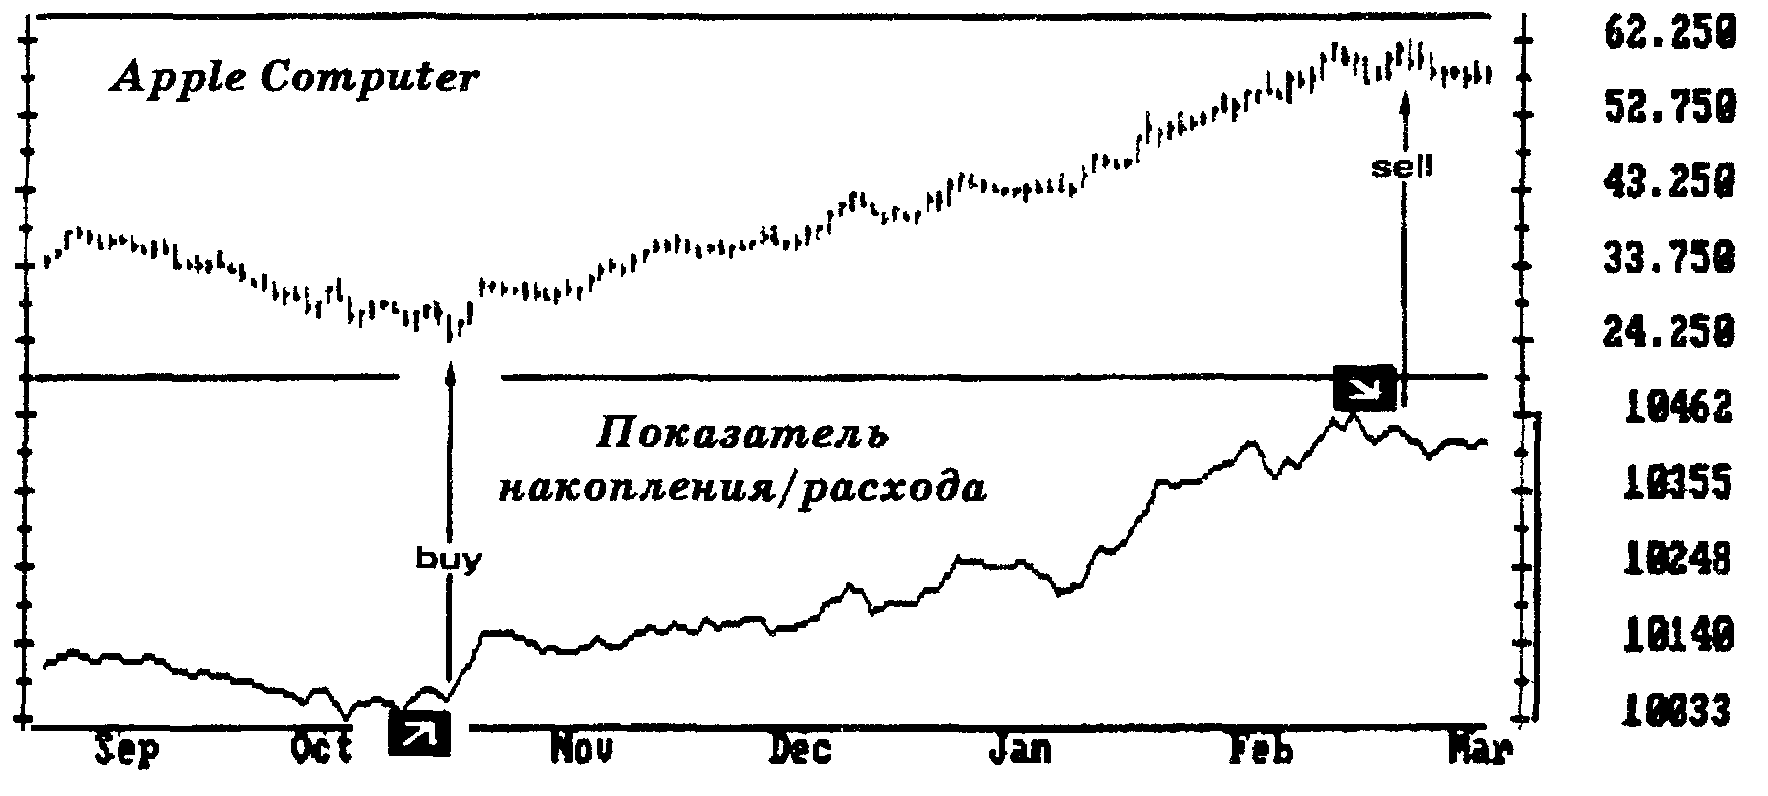 Apple Computer
62.250
52.750
sell
43.250
33.750
24.250
Показатель
накопления/расхода
buy
10462
10355
10248
10140
10033
Sep Oct Nov Dec Jan Feb Mar